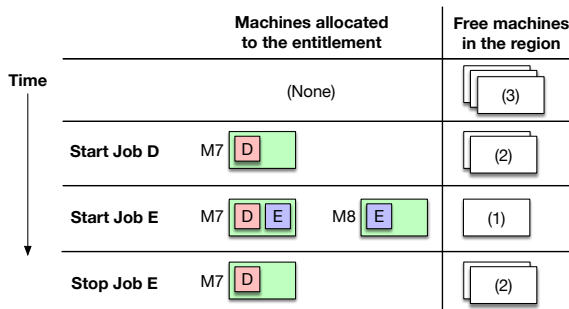 Machines allocated
to the entitlement
Free machines
in the region
Time
(None)
(3)
Start Job D
M7
D
(2)
Start Job E
M7
D
E
M8
E
(1)
Stop Job E
M7
D
(2)